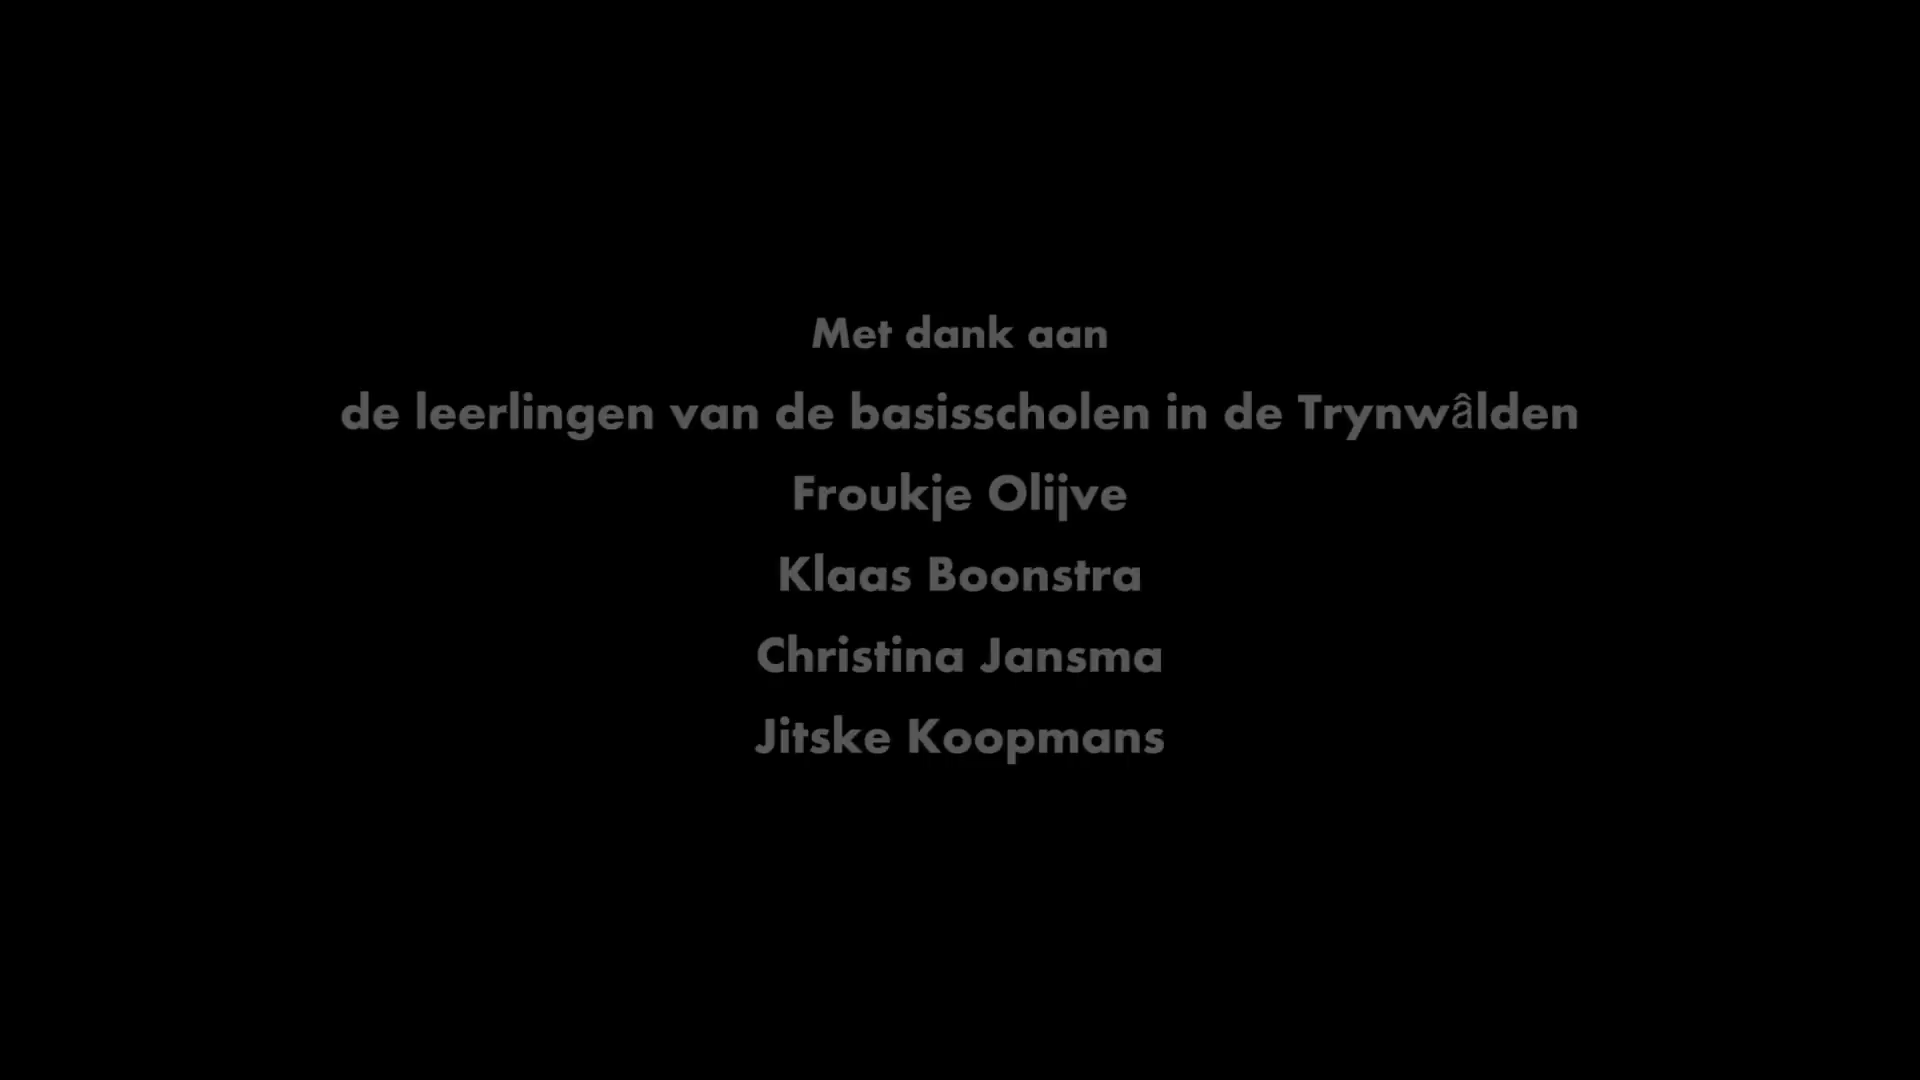 Met dank aan
de leerlingen van de basisscholen in de Trynwâlden
Froukje Olijve
Klaas Boonstra
Christina Jansma
Jitske Koopmans